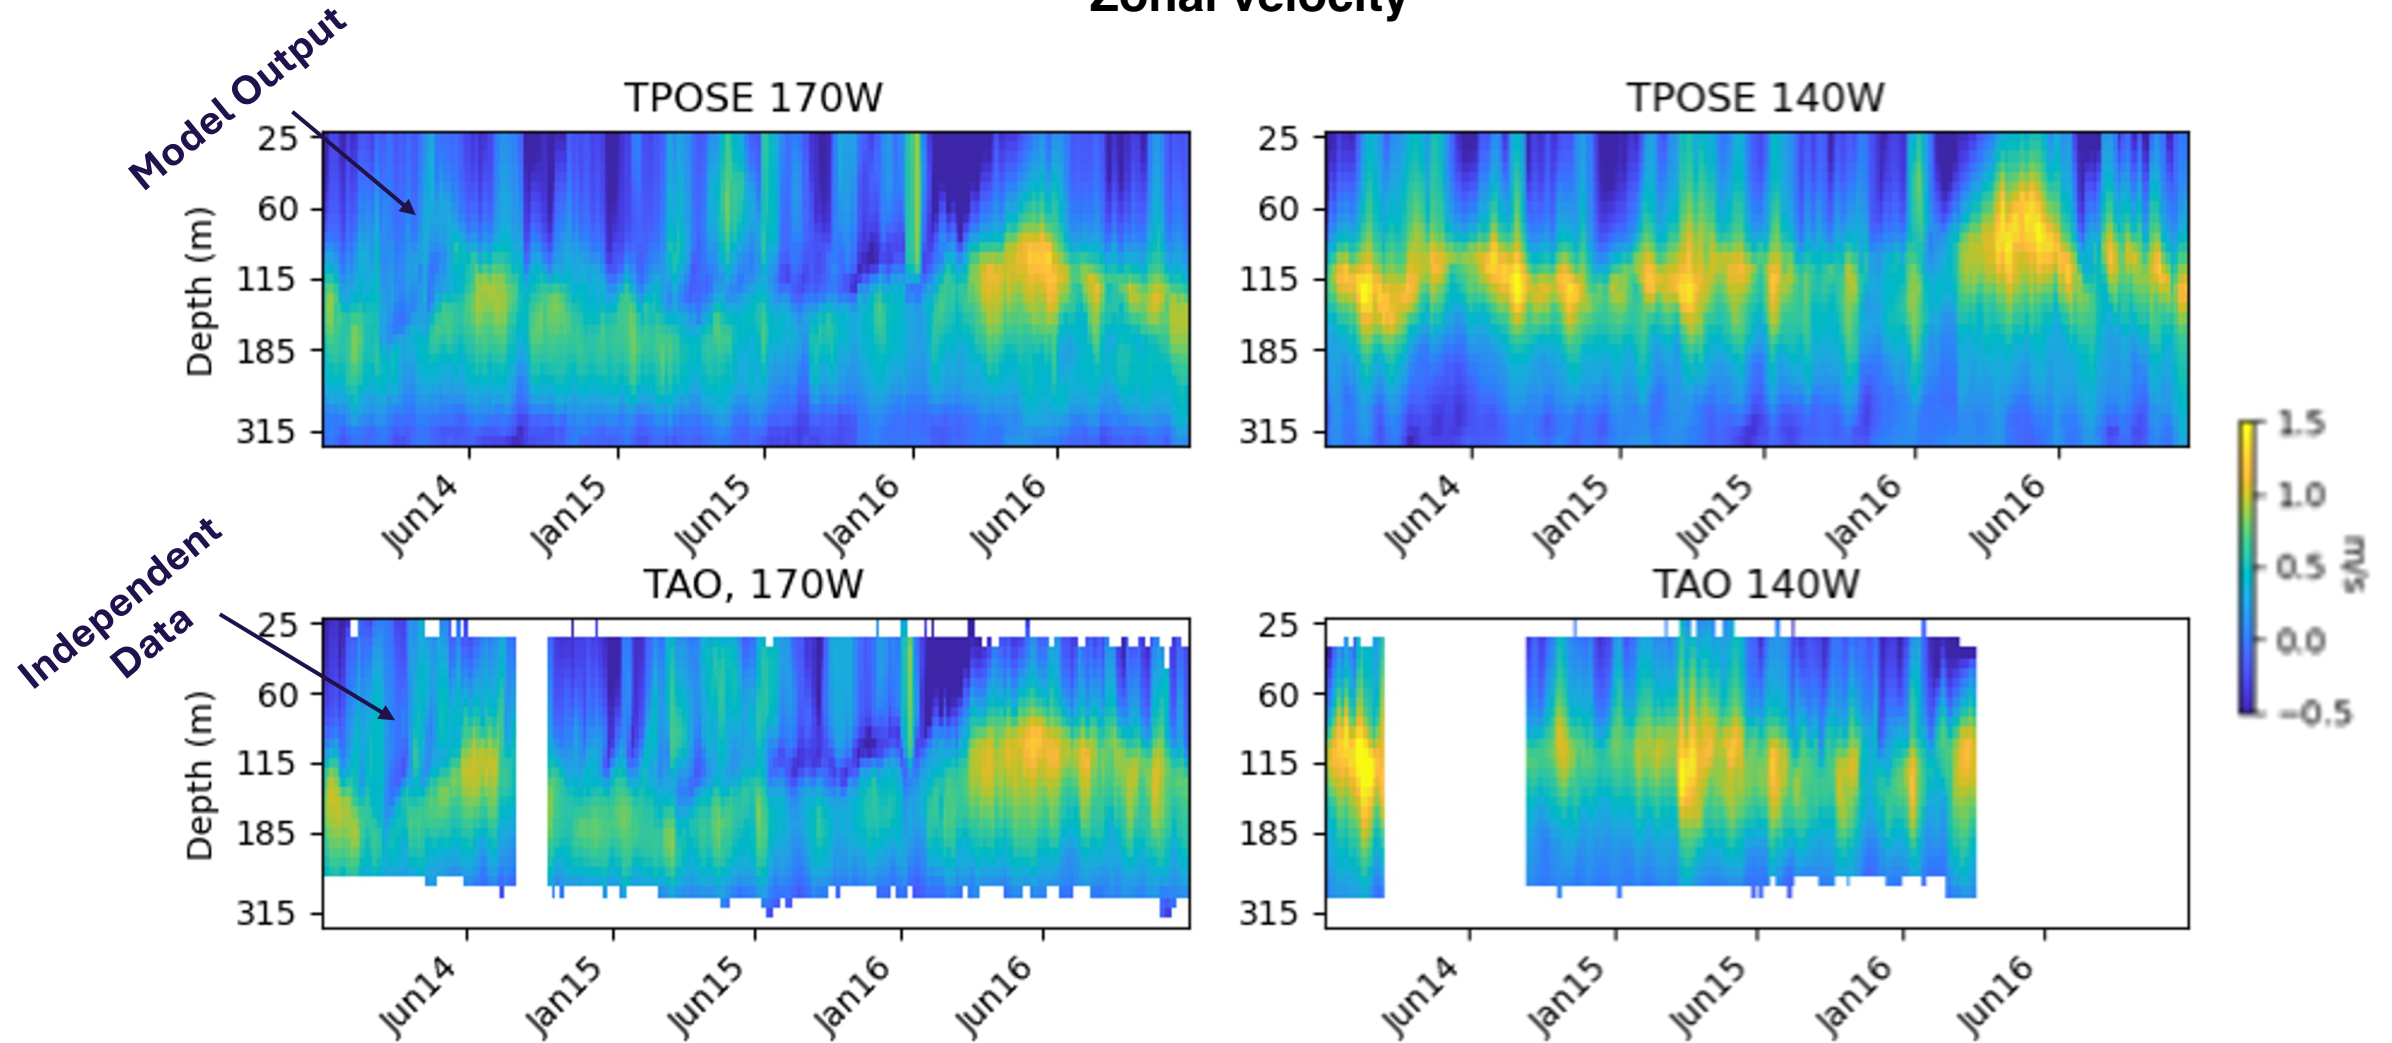 Zonal velocity
Model Output
TPOSE 170W
TPOSE 140W
Depth (m)
25
60
115
185
315
Jun14
Jan15
Jun15
Jan16
Jun16
25
60
115
185
315
Jun14
Jan15
Jun15
Jan16
Jun16
1.5
1.0
0.5
0.0
−0.5
m/s
Independent
Data
TAO, 170W
TAO 140W
Depth (m)
25
60
115
185
315
Jun14
Jan15
Jun15
Jan16
Jun16
25
60
115
185
315
Jun14
Jan15
Jun15
Jan16
Jun16